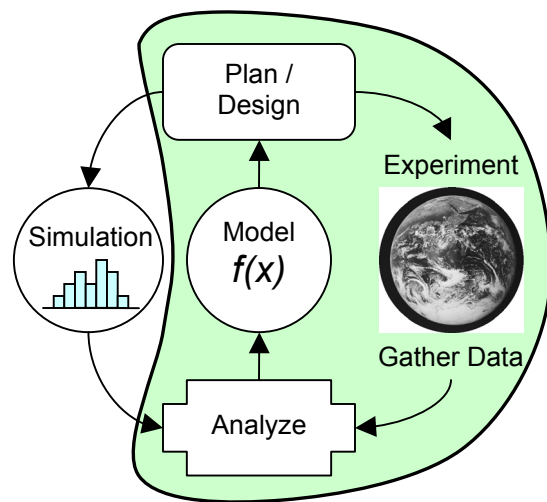 Plan /
Design
Experiment
Simulation
Model
f(x)
Gather Data
Analyze